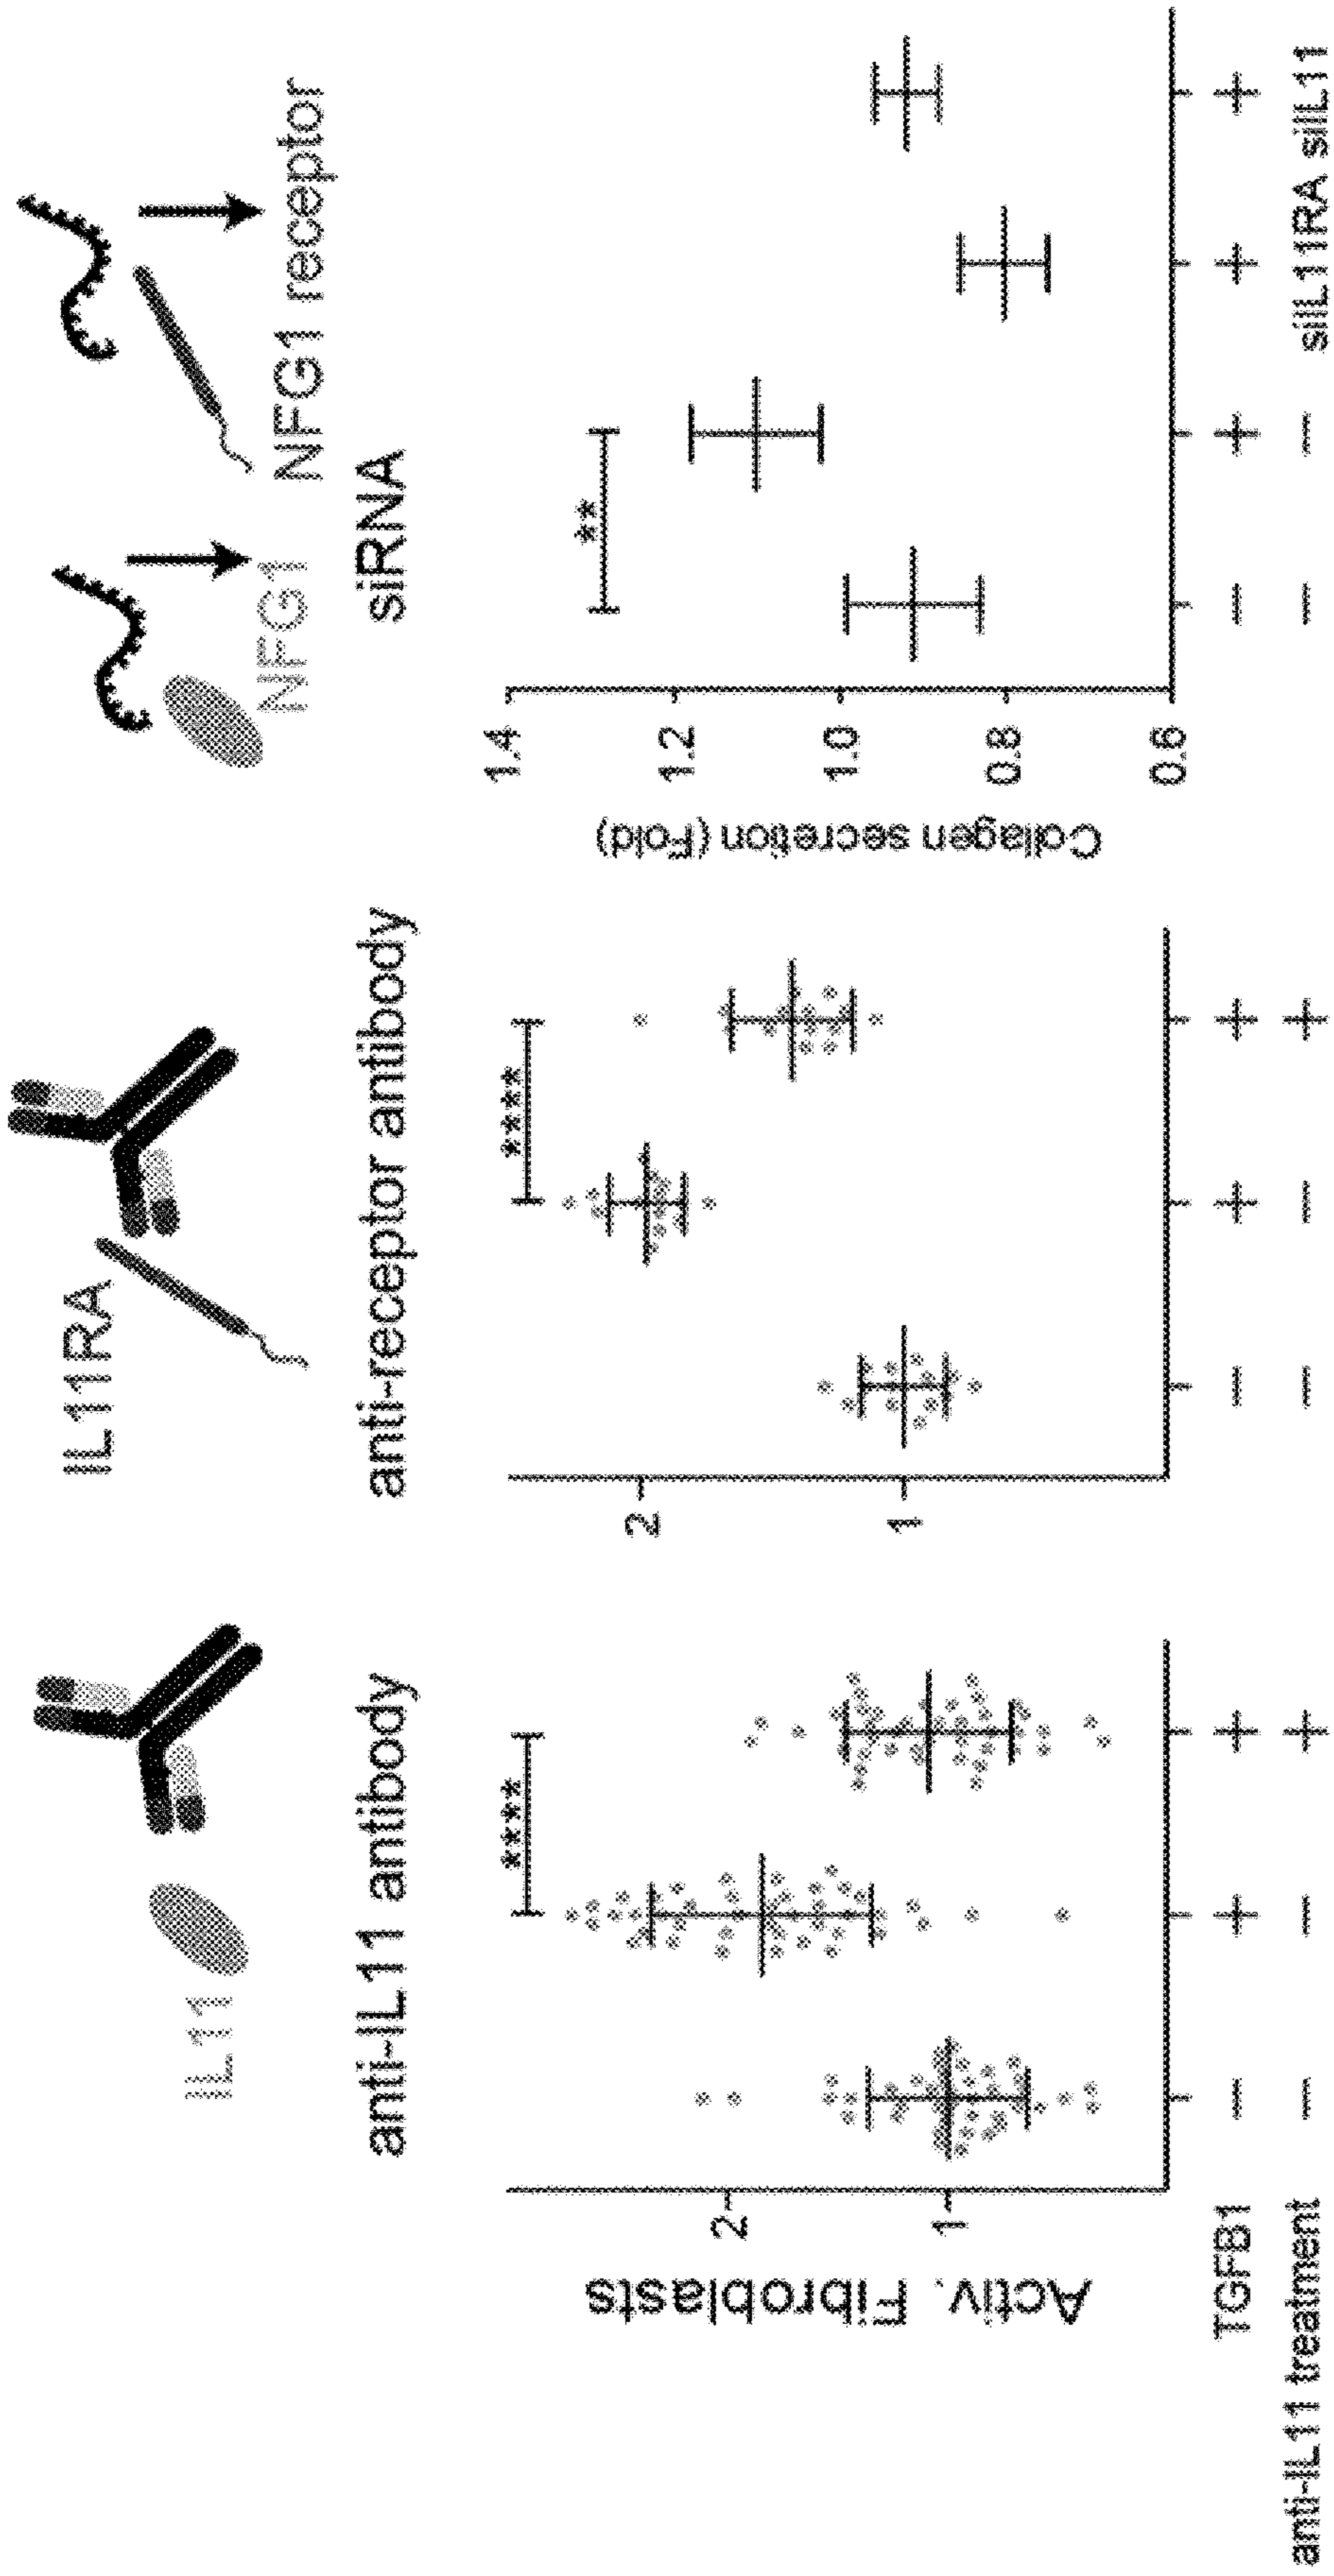 IL11
anti-IL11 antibody
Activ. Fibroblasts
2
1
****
TGFB1 − + +
anti-IL11 treatment − − +
IL11RA
anti-receptor antibody
2
1
****
− + +
− − +
NFG1
NFG1 receptor
siRNA
Collagen secretion (Fold)
1.4
1.2
1.0
0.8
0.6
**
− + + +
− − siIL11RA siIL11